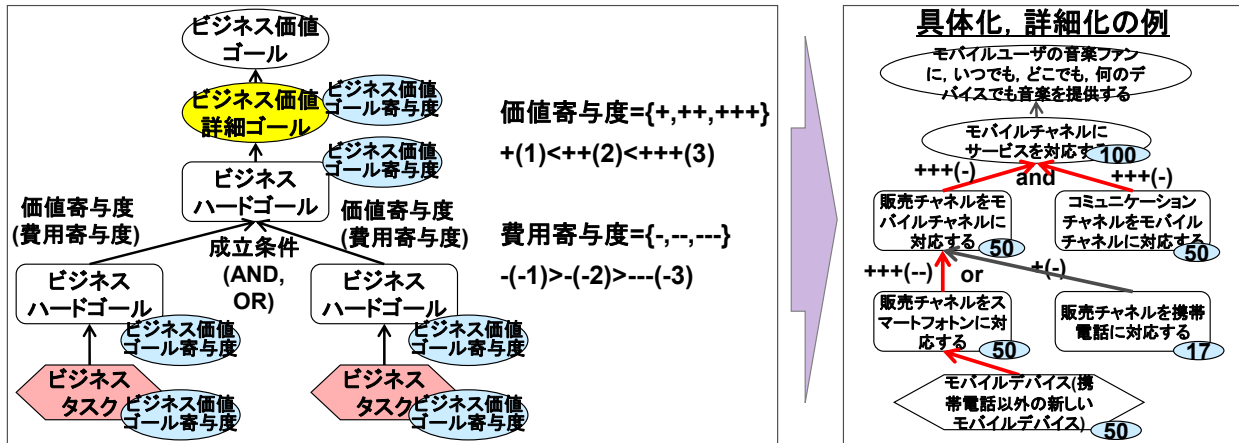 ビジネス価値
ゴール
ビジネス価値
詳細ゴール
ビジネス価値
ゴール寄与度
ビジネス価値
ゴール寄与度
ビジネス
ハードゴール
価値寄与度
(費用寄与度)
価値寄与度
(費用寄与度)
成立条件
(AND,
OR)
ビジネス
ハードゴール
ビジネス価値
ゴール寄与度
ビジネス
ハードゴール
ビジネス価値
ゴール寄与度
ビジネス
タスク
ビジネス価値
ゴール寄与度
ビジネス
タスク
ビジネス価値
ゴール寄与度
価値寄与度={+,++,+++}
+(1)<++(2)<+++(3)
費用寄与度={-,--,---}
-(-1)>-(-2)>---(-3)
具体化, 詳細化の例
モバイルユーザの音楽ファン
に, いつでも, どこでも, 何のデ
バイスでも音楽を提供する
モバイルチャネルに
サービスを対応する
100
+++(-)
and
+++(-)
販売チャネルをモ
バイルチャネルに
対応する
50
コミュニケーション
チャネルをモバイル
チャネルに対応する
50
+++(--)
or
+(-)
販売チャネルをス
マートフォトンに対
応する
50
販売チャネルを携帯
電話に対応する
17
モバイルデバイス(携
帯電話以外の新しい
モバイルデバイス)
50